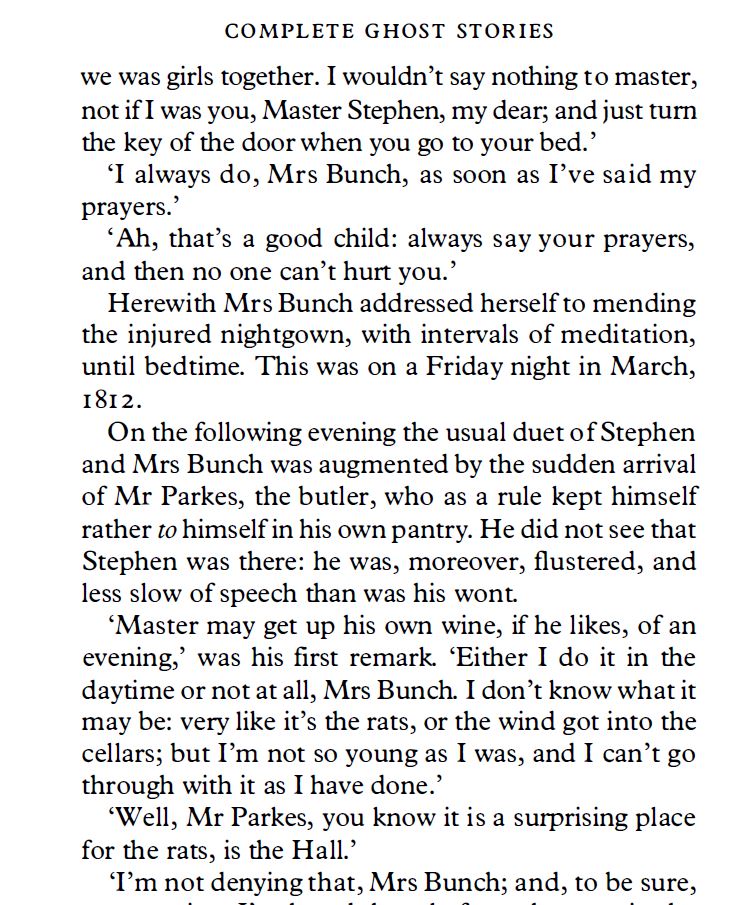 COMPLETE GHOST STORIES
we was girls together. I wouldn’t say nothing to master,
not if I was you, Master Stephen, my dear; and just turn
the key of the door when you go to your bed.’
‘I always do, Mrs Bunch, as soon as I’ve said my
prayers.’
‘Ah, that’s a good child: always say your prayers,
and then no one can’t hurt you.’
Herewith Mrs Bunch addressed herself to mending
the injured nightgown, with intervals of meditation,
until bedtime. This was on a Friday night in March,
1812.
On the following evening the usual duet of Stephen
and Mrs Bunch was augmented by the sudden arrival
of Mr Parkes, the butler, who as a rule kept himself
rather to himself in his own pantry. He did not see that
Stephen was there: he was, moreover, flustered, and
less slow of speech than was his wont.
‘Master may get up his own wine, if he likes, of an
evening,’ was his first remark. ‘Either I do it in the
daytime or not at all, Mrs Bunch. I don’t know what it
may be: very like it’s the rats, or the wind got into the
cellars; but I’m not so young as I was, and I can’t go
through with it as I have done.’
‘Well, Mr Parkes, you know it is a surprising place
for the rats, is the Hall.’
‘I’m not denying that, Mrs Bunch; and, to be sure,